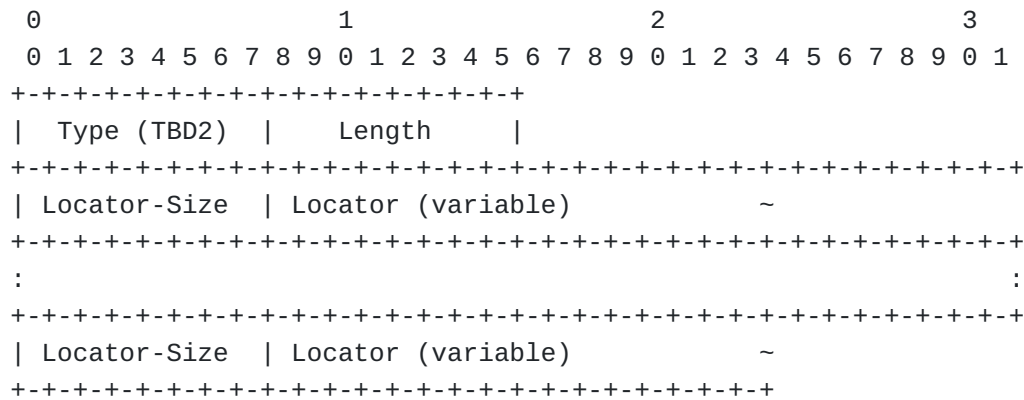 0                   1                   2                   3
 0 1 2 3 4 5 6 7 8 9 0 1 2 3 4 5 6 7 8 9 0 1 2 3 4 5 6 7 8 9 0 1
+-+-+-+-+-+-+-+-+-+-+-+-+-+-+-+-+
|  Type (TBD2)  |    Length     |
+-+-+-+-+-+-+-+-+-+-+-+-+-+-+-+-+-+-+-+-+-+-+-+-+-+-+-+-+-+-+-+-+
| Locator-Size  | Locator (variable)            ~
+-+-+-+-+-+-+-+-+-+-+-+-+-+-+-+-+-+-+-+-+-+-+-+-+-+-+-+-+-+-+-+-+
:                                                               :
+-+-+-+-+-+-+-+-+-+-+-+-+-+-+-+-+-+-+-+-+-+-+-+-+-+-+-+-+-+-+-+-+
| Locator-Size  | Locator (variable)            ~
+-+-+-+-+-+-+-+-+-+-+-+-+-+-+-+-+-+-+-+-+-+-+-+-+